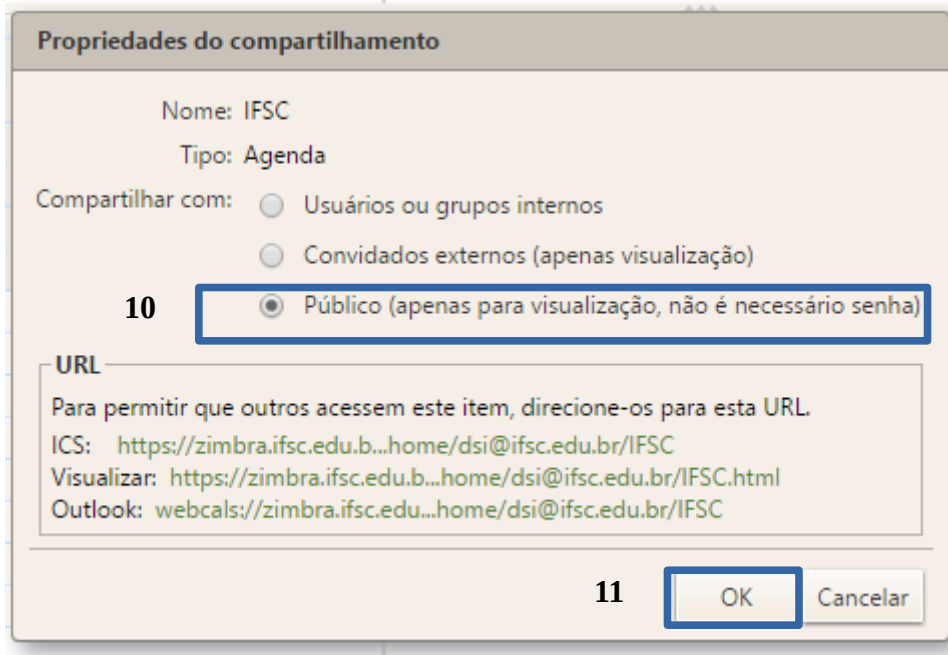 Propriedades do compartilhamento
Nome: IFSC
Tipo: Agenda
Compartilhar com:
Usuários ou grupos internos
Convidados externos (apenas visualização)
10
Público (apenas para visualização, não é necessário senha)
URL
Para permitir que outros acessem este item, direcione-os para esta URL.
ICS: https://zimbra.ifsc.edu.b...home/dsi@ifsc.edu.br/IFSC
Visualizar: https://zimbra.ifsc.edu.b...home/dsi@ifsc.edu.br/IFSC.html
Outlook: webcals://zimbra.ifsc.edu...home/dsi@ifsc.edu.br/IFSC
11
OK
Cancelar